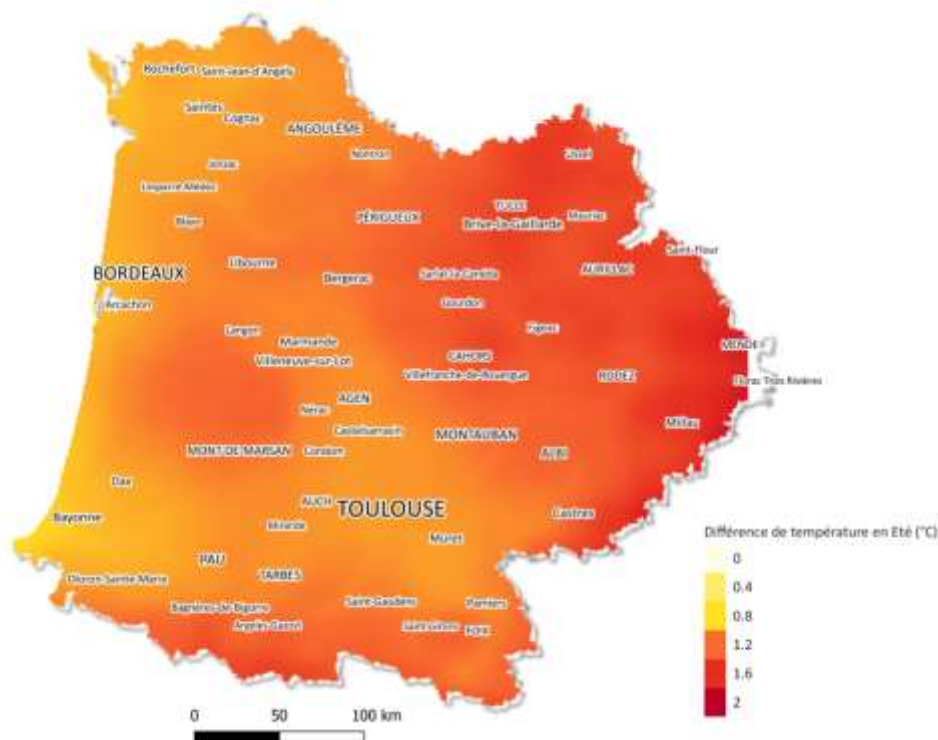 Rochefort Saint-Jean-d'Angely
Saintes
Cognac
ANGOULÊME
Nontron
Ussel
Jonzac
Lesparre Médoc
TULLE
Blaye
PÉRIGUEUX
Brive-la-Gaillarde
Mauriac
Saint-Flour
BORDEAUX
Libourne
Bergerac
Sarlat-la-Canéda
AURILLAC
Arcachon
Gourdon
Langon
Marmande
Figeac
MENDE
Villeneuve-sur-Lot
CAHORS
Villefranche-de-Rouergue
RODEZ
Trois Rivières
AGEN
Nérac
Castelsarrasin
Millau
MONTAUBAN
MONT DE MARSAN
Condom
ALBI
Dax
AUCH
TOULOUSE
Bayonne
Mirande
Castres
Muret
PAU
TARBES
Oloron-Sainte-Marie
Bagnères-de-Bigorre
Saint-Gaudens
Pamiers
Argelès-Gazost
Saint-Girons
FOIX
Différence de température en Eté (°C)
0
0.4
0.8
1.2
1.6
2
0 50 100 km